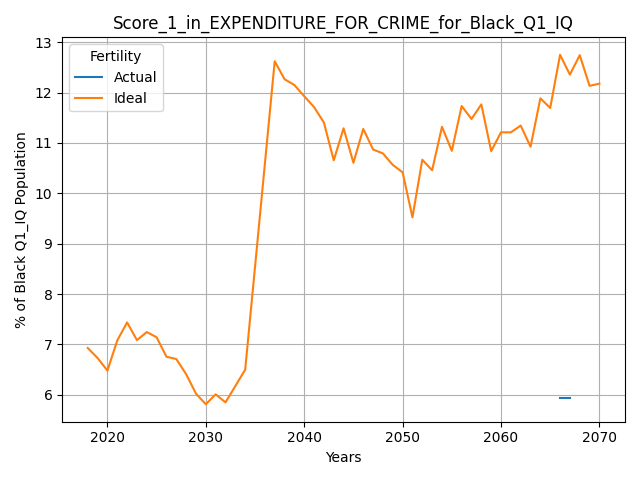 Score_1_in_EXPENDITURE_FOR_CRIME_for_Black_Q1_IQ
Fertility
Actual
Ideal
% of Black Q1_IQ Population
13
12
11
10
9
8
7
6
2020 2030 2040 2050 2060 2070
Years